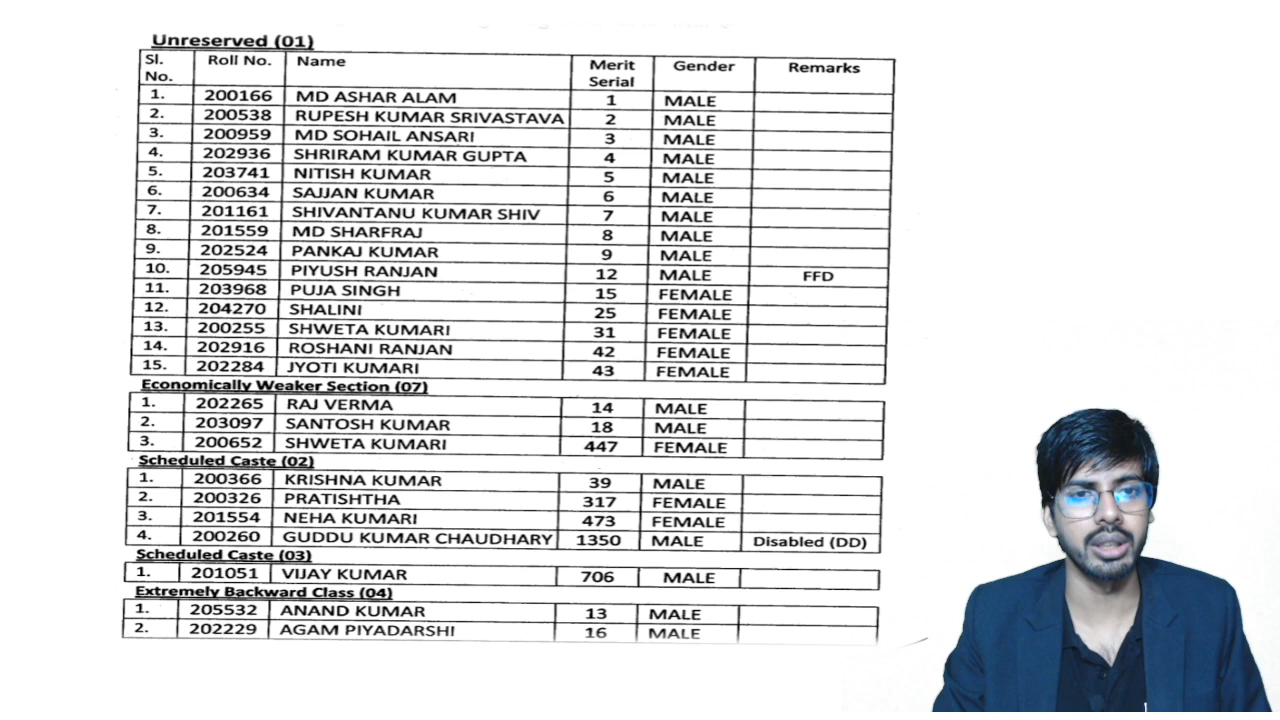 Unreserved (01)
Sl. No. Roll No. Name Merit Serial Gender Remarks
1. 200166 MD ASHAR ALAM 1 MALE
2. 200538 RUPESH KUMAR SRIVASTAVA 2 MALE
3. 200959 MD SOHAIL ANSARI 3 MALE
4. 202936 SHRIRAM KUMAR GUPTA 4 MALE
5. 203741 NITISH KUMAR 5 MALE
6. 200634 SAJJAN KUMAR 6 MALE
7. 201161 SHIVANTANU KUMAR SHIV 7 MALE
8. 201559 MD SHARFRAJ 8 MALE
9. 202524 PANKAJ KUMAR 9 MALE
10. 205945 PIYUSH RANJAN 12 MALE FFD
11. 203968 PUJA SINGH 15 FEMALE
12. 204270 SHALINI 25 FEMALE
13. 200255 SHWETA KUMARI 31 FEMALE
14. 202916 ROSHANI RANJAN 42 FEMALE
15. 202284 JYOTI KUMARI 43 FEMALE
Economically Weaker Section (07)
1. 202265 RAJ VERMA 14 MALE
2. 203097 SANTOSH KUMAR 18 MALE
3. 200652 SHWETA KUMARI 447 FEMALE
Scheduled Caste (02)
1. 200366 KRISHNA KUMAR 39 MALE
2. 200326 PRATISHTHA 317 FEMALE
3. 201554 NEHA KUMARI 473 FEMALE
4. 200260 GUDDU KUMAR CHAUDHARY 1350 MALE Disabled (DD)
Scheduled Caste (03)
1. 201051 VIJAY KUMAR 706 MALE
Extremely Backward Class (04)
1. 205532 ANAND KUMAR 13 MALE
2. 202229 AGAM PIYADARSHI 16 MALE